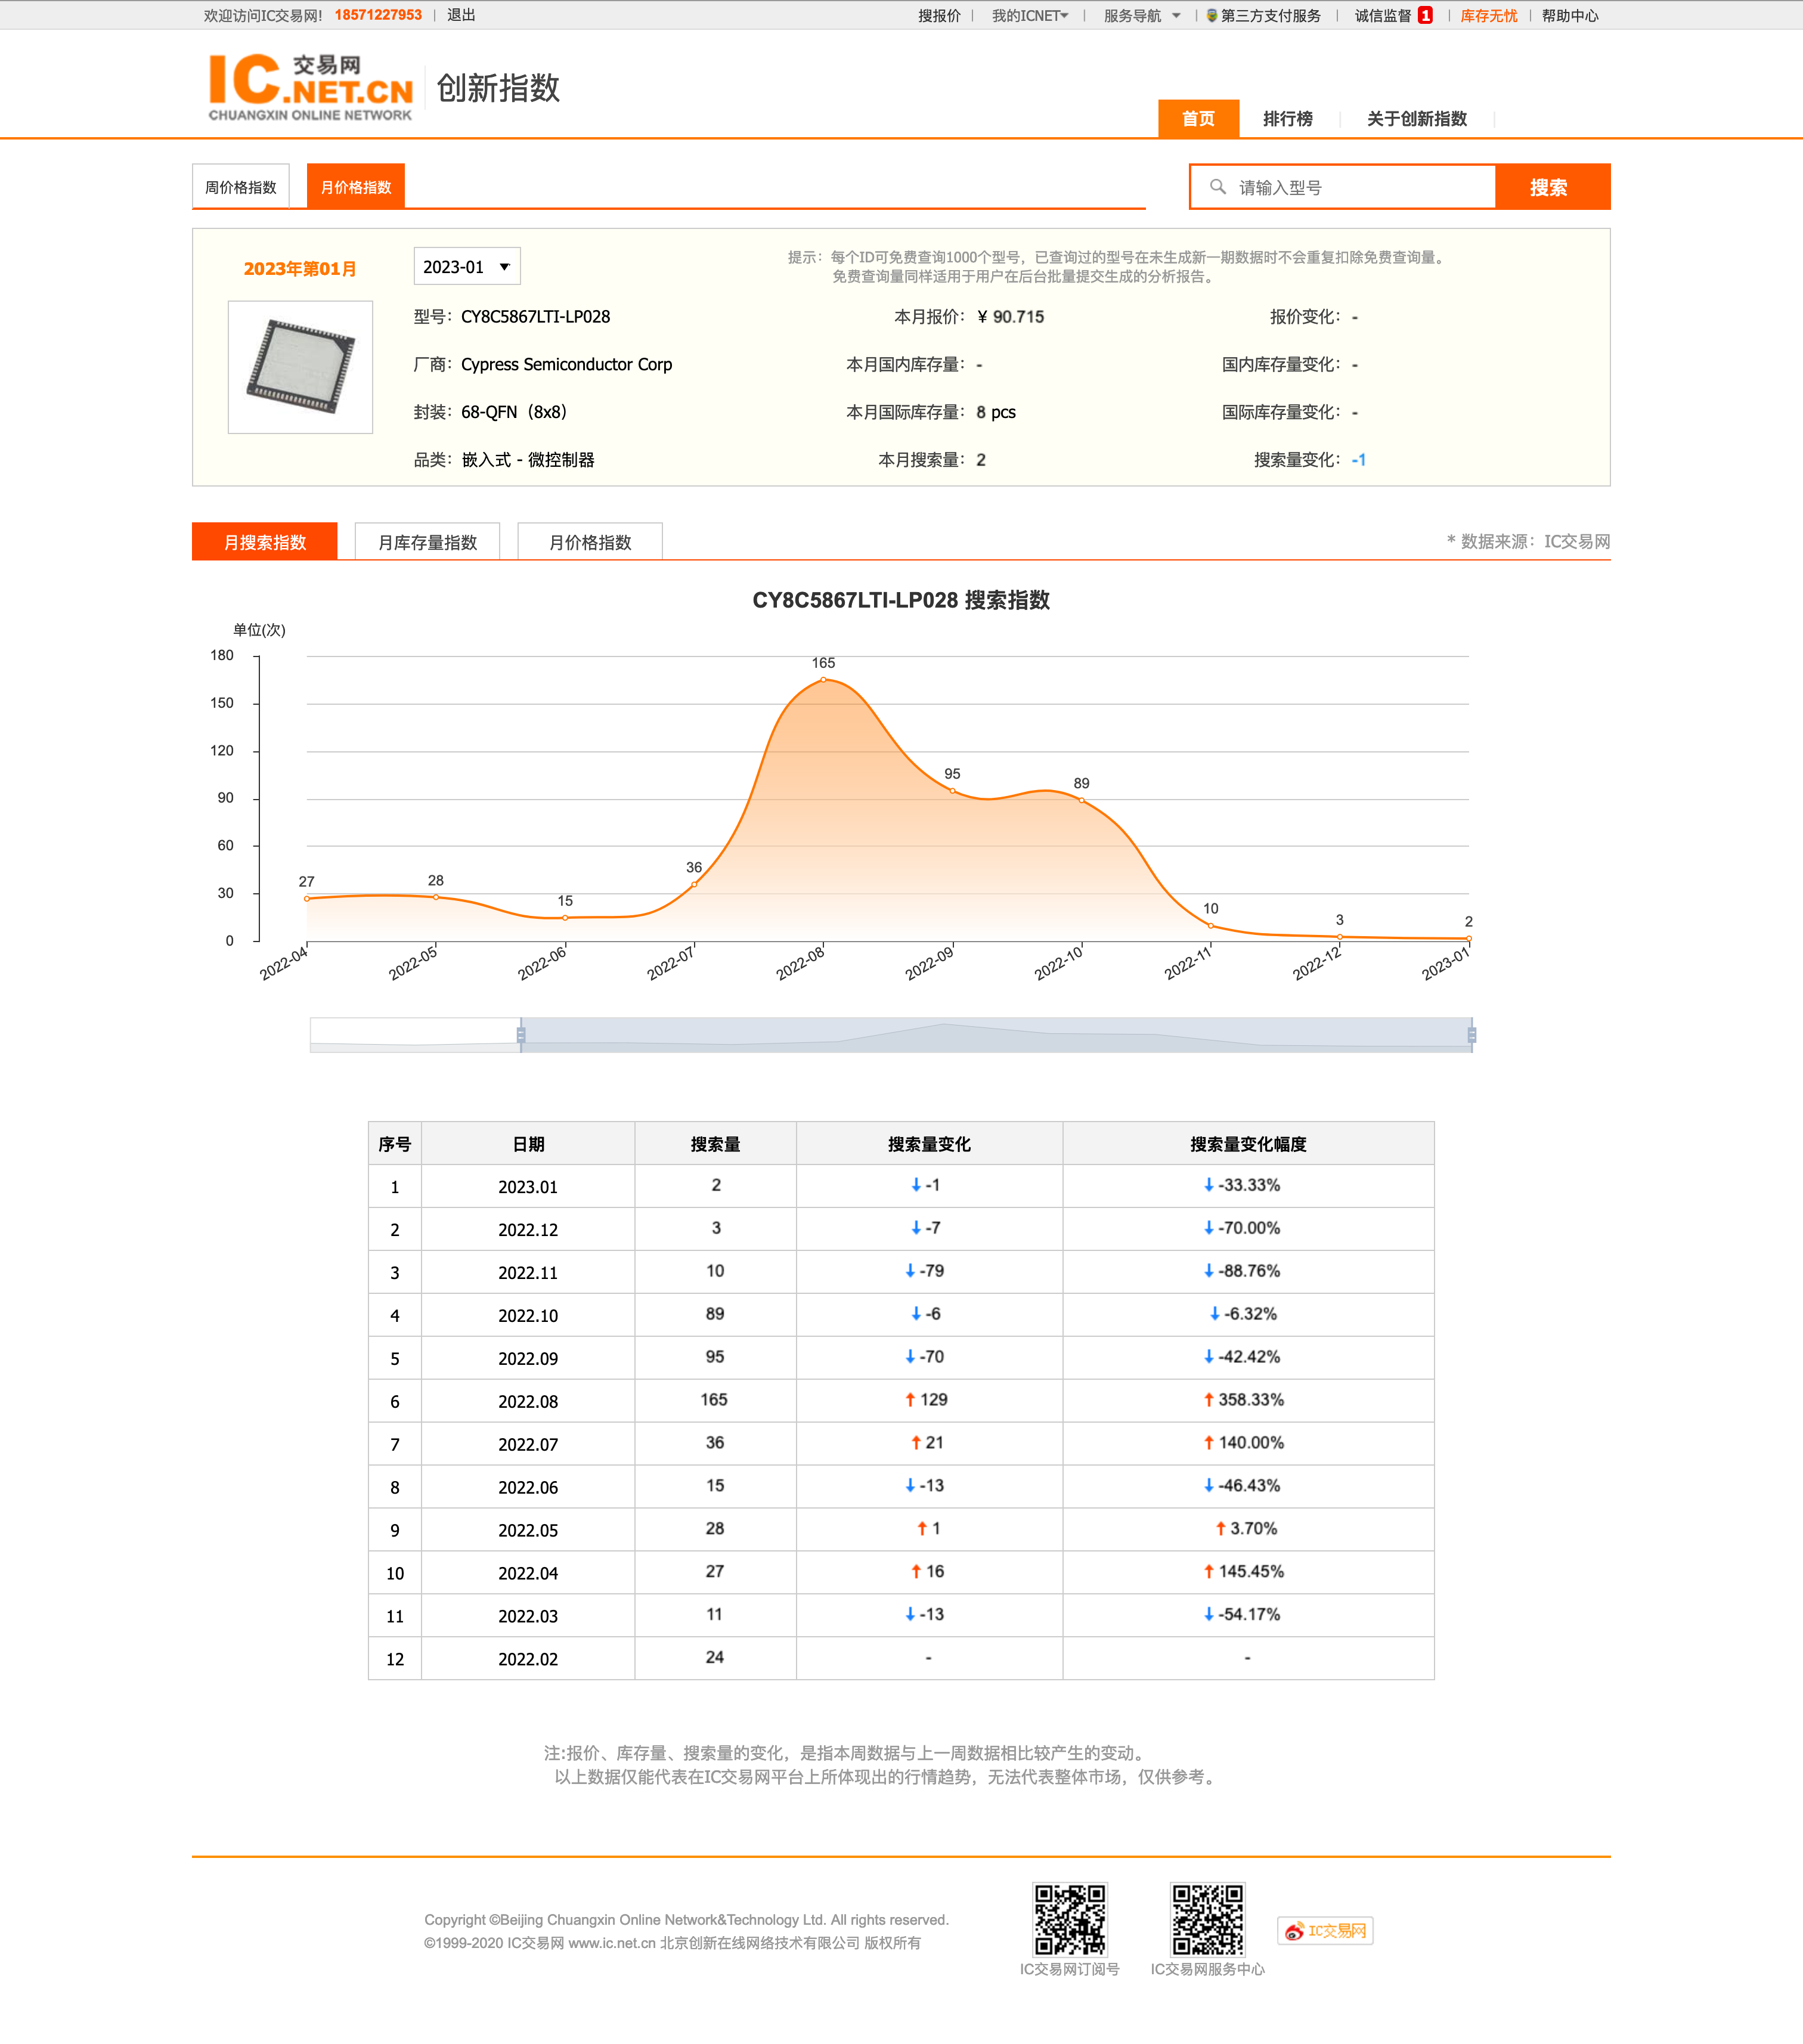 欢迎访问IC交易网! 18571227953 | 退出 搜报价 | 我的ICNET | 服务导航 | 第三方支付服务 | 诚信监督 1 | 库存无忧 | 帮助中心
IC 交易网 .NET.CN
CHUANGXIN ONLINE NETWORK
创新指数
首页 排行榜 关于创新指数
周价格指数 月价格指数 请输入型号 搜索
2023年第01月 2023-01
提示：每个ID可免费查询1000个型号，已查询过的型号在未生成新一期数据时不会重复扣除免费查询量。
免费查询量同样适用于用户在后台批量提交生成的分析报告。
型号：CY8C5867LTI-LP028 本月报价：¥ 90.715 报价变化：-
厂商：Cypress Semiconductor Corp 本月国内库存量：- 国内库存量变化：-
封装：68-QFN（8x8） 本月国际库存量：8 pcs 国际库存量变化：-
品类：嵌入式 - 微控制器 本月搜索量：2 搜索量变化：-1
月搜索指数 月库存量指数 月价格指数 * 数据来源：IC交易网
CY8C5867LTI-LP028 搜索指数
单位(次)
180
150
120
90
60
30
0
27 28 15 36 165 95 89 10 3 2
2022-04 2022-05 2022-06 2022-07 2022-08 2022-09 2022-10 2022-11 2022-12 2023-01
序号 日期 搜索量 搜索量变化 搜索量变化幅度
1 2023.01 2 ↓ -1 ↓ -33.33%
2 2022.12 3 ↓ -7 ↓ -70.00%
3 2022.11 10 ↓ -79 ↓ -88.76%
4 2022.10 89 ↓ -6 ↓ -6.32%
5 2022.09 95 ↓ -70 ↓ -42.42%
6 2022.08 165 ↑ 129 ↑ 358.33%
7 2022.07 36 ↑ 21 ↑ 140.00%
8 2022.06 15 ↓ -13 ↓ -46.43%
9 2022.05 28 ↑ 1 ↑ 3.70%
10 2022.04 27 ↑ 16 ↑ 145.45%
11 2022.03 11 ↓ -13 ↓ -54.17%
12 2022.02 24 - -
注:报价、库存量、搜索量的变化，是指本周数据与上一周数据相比较产生的变动。
以上数据仅能代表在IC交易网平台上所体现出的行情趋势，无法代表整体市场，仅供参考。
Copyright ©Beijing Chuangxin Online Network&Technology Ltd. All rights reserved.
©1999-2020 IC交易网 www.ic.net.cn 北京创新在线网络技术有限公司 版权所有
IC交易网订阅号 IC交易网服务中心 IC交易网